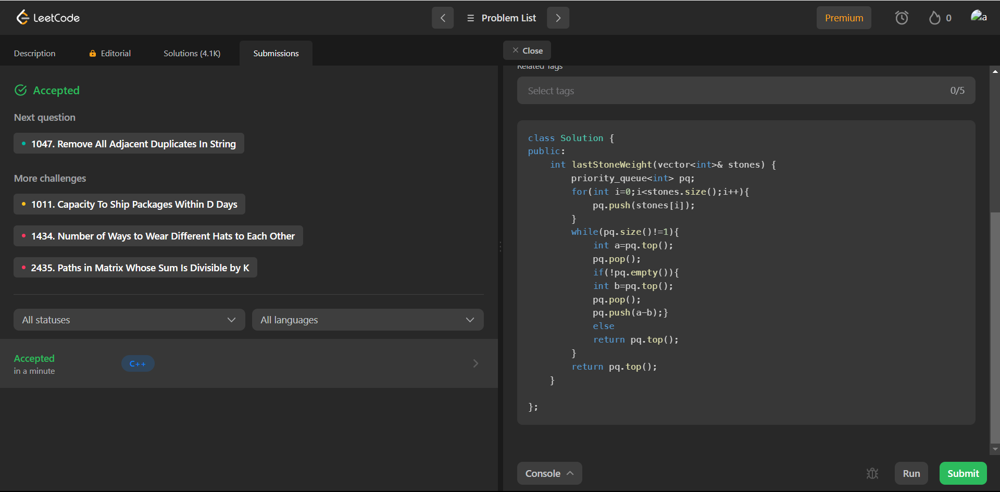 LeetCode
Problem List
Premium
0
a
Description
Editorial
Solutions (4.1K)
Submissions
Close
Accepted
Next question
1047. Remove All Adjacent Duplicates In String
More challenges
1011. Capacity To Ship Packages Within D Days
1434. Number of Ways to Wear Different Hats to Each Other
2435. Paths in Matrix Whose Sum Is Divisible by K
All statuses
All languages
Accepted
in a minute
C++
Related Tags
Select tags
0/5
class Solution {
public:
    int lastStoneWeight(vector<int>& stones) {
        priority_queue<int> pq;
        for(int i=0;i<stones.size();i++){
            pq.push(stones[i]);
        }
        while(pq.size()!=1){
            int a=pq.top();
            pq.pop();
            if(!pq.empty()){
            int b=pq.top();
            pq.pop();
            pq.push(a-b);}
            else
            return pq.top();
        }
        return pq.top();
    }
};
Console
Run
Submit